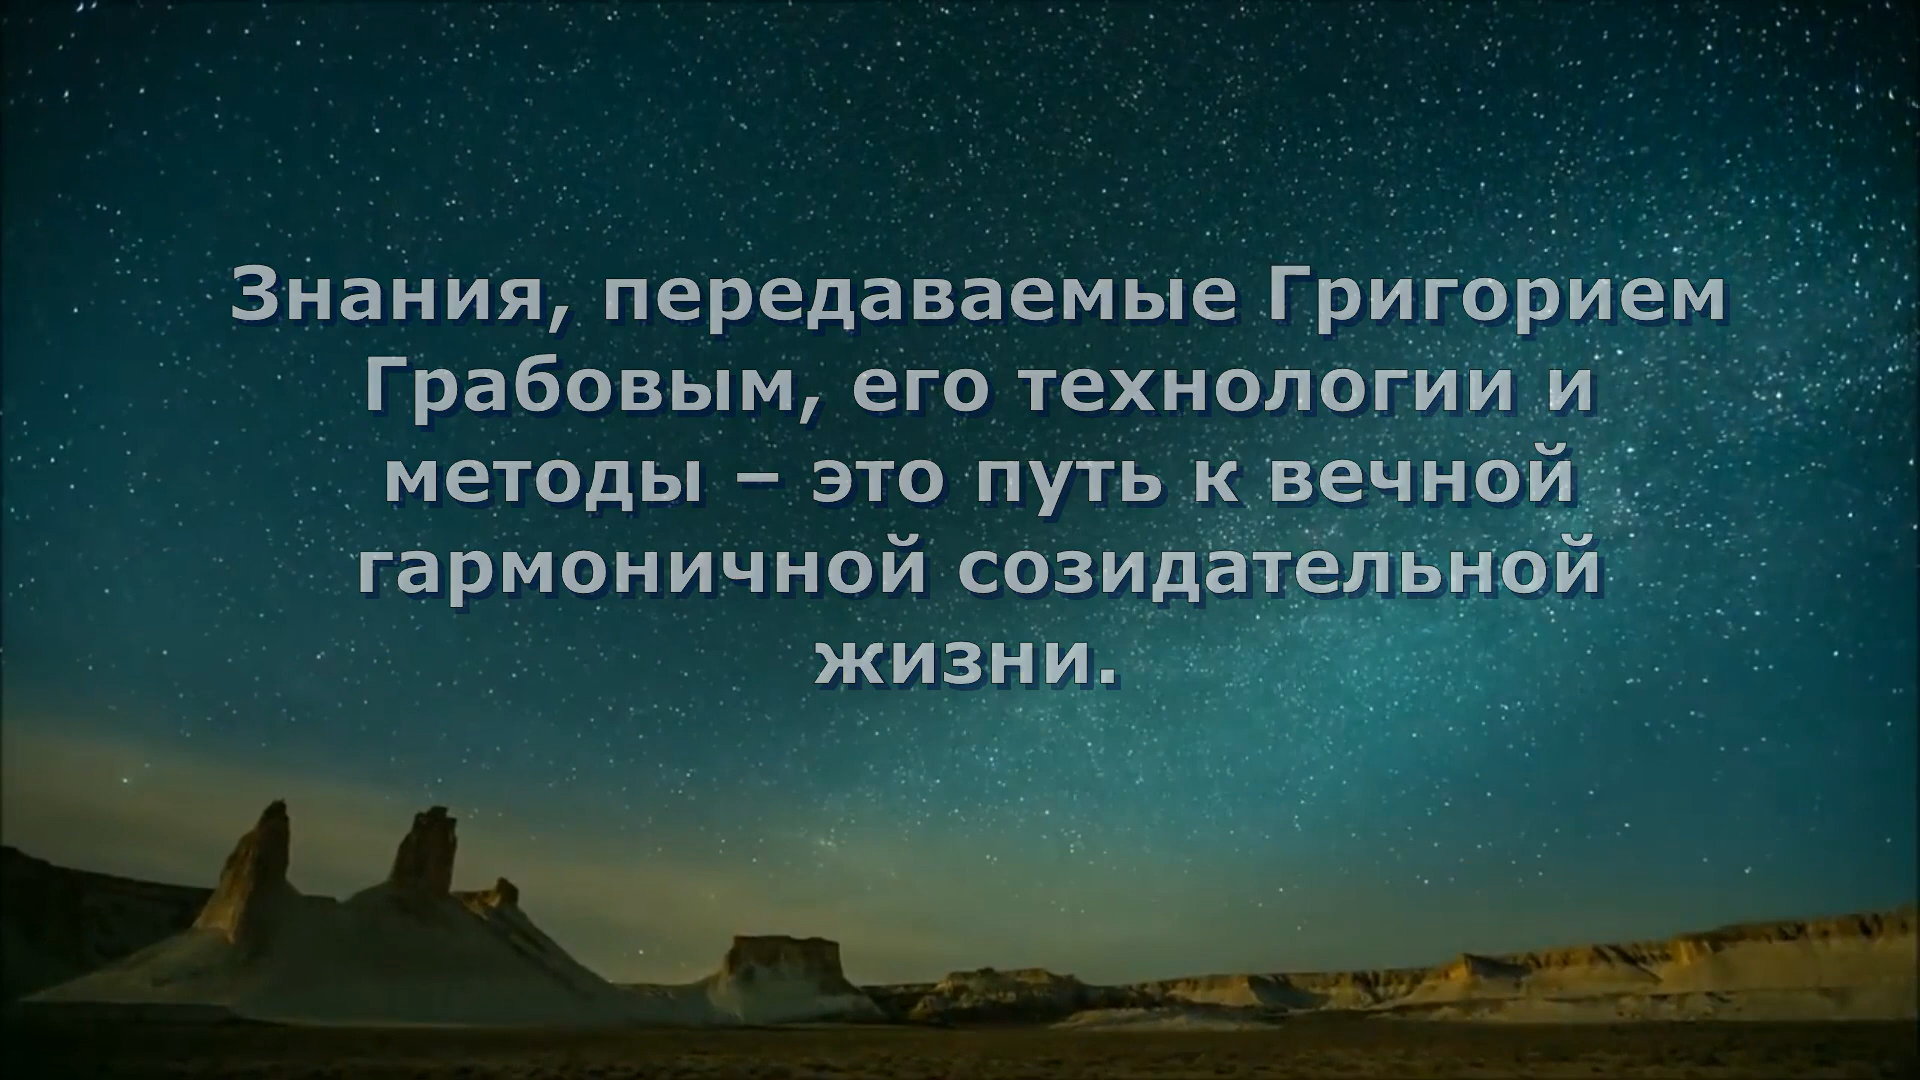 Знания, передаваемые Григорием
Грабовым, его технологии и
методы – это путь к вечной
гармоничной созидательной
жизни.